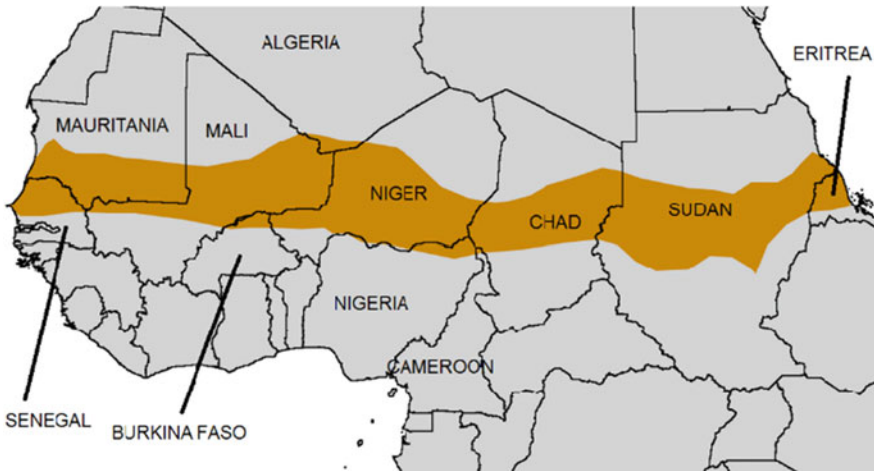 ALGERIA
ERITREA
MAURITANIA
MALI
NIGER
CHAD
SUDAN
NIGERIA
CAMEROON
SENEGAL
BURKINA FASO